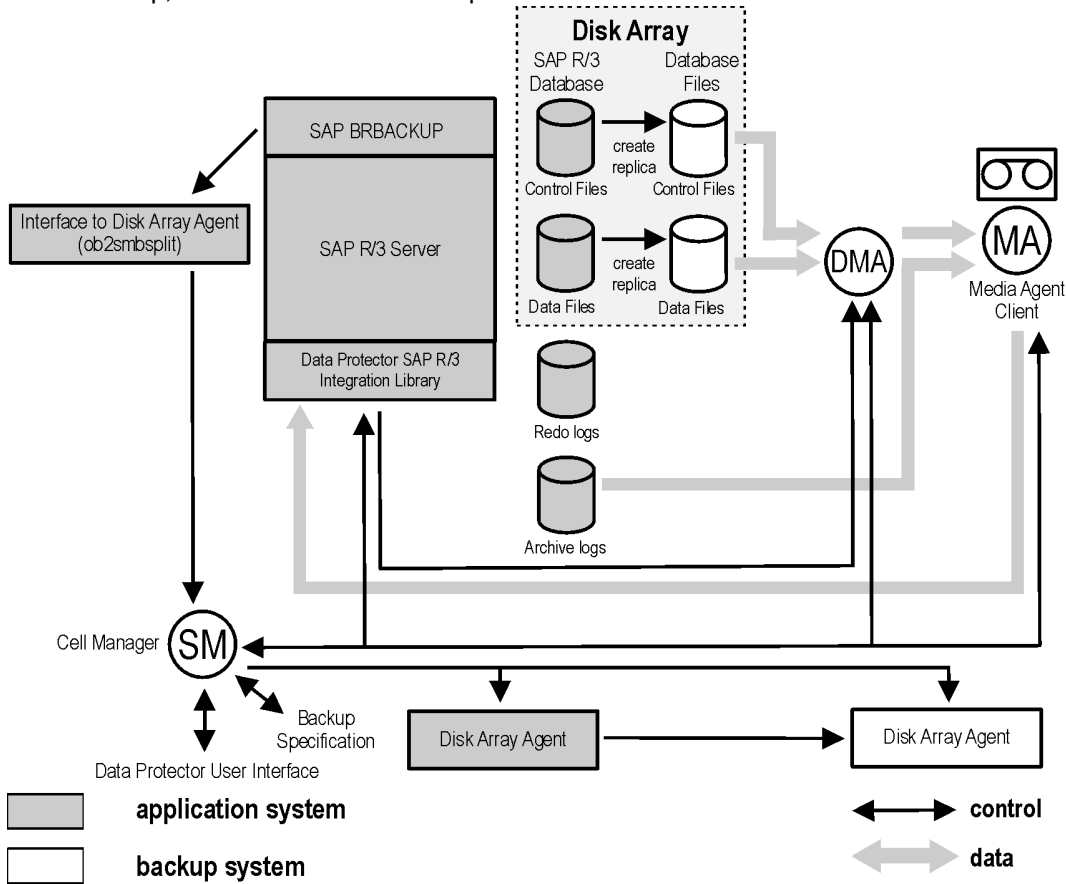 Disk Array
SAP R/3
Database
Database
Files
SAP BRBACKUP
create
replica
Control Files
Control Files
Interface to Disk Array Agent
(ob2smbsplit)
SAP R/3 Server
create
replica
Data Files
Data Files
DMA
MA
Media Agent
Client
Data Protector SAP R/3
Integration Library
Redo logs
Archive logs
Cell Manager
SM
Backup
Specification
Data Protector User Interface
Disk Array Agent
Disk Array Agent
application system
backup system
control
data